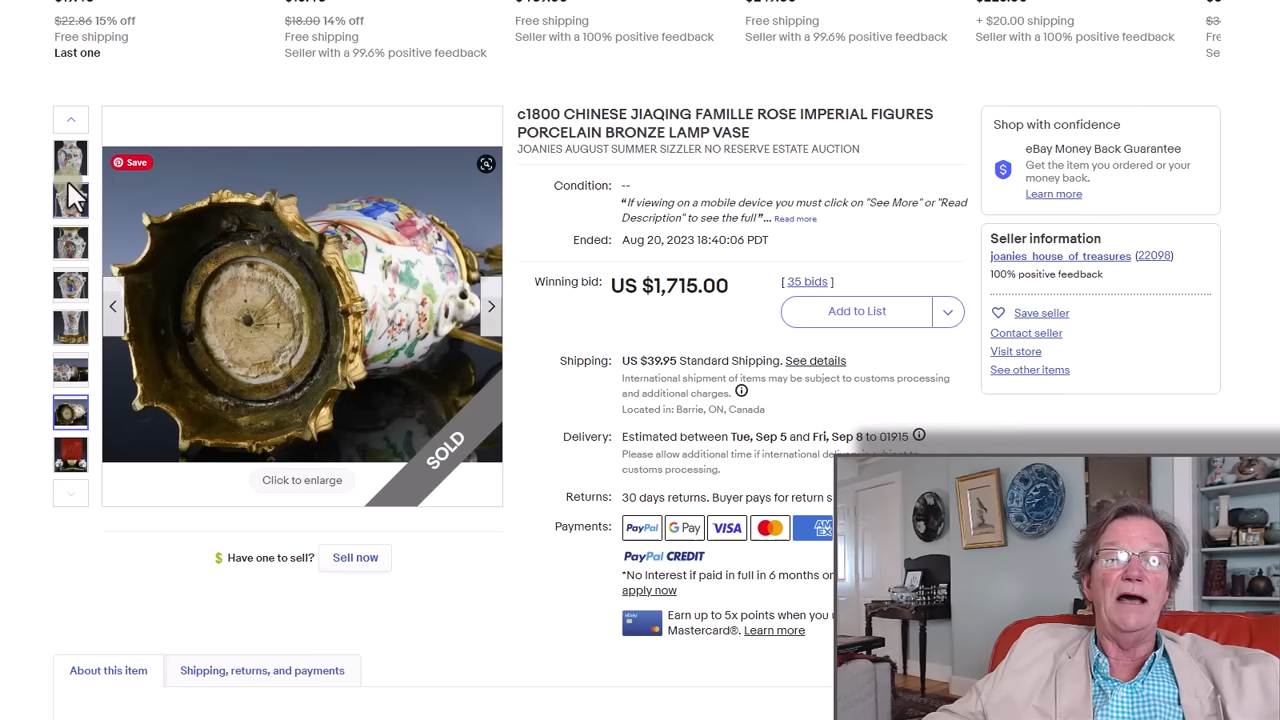 $22.86 15% off
Free shipping
Last one
$18.00 14% off
Free shipping
Seller with a 99.6% positive feedback
Free shipping
Seller with a 100% positive feedback
Free shipping
Seller with a 99.6% positive feedback
+ $20.00 shipping
Seller with a 100% positive feedback
Save
SOLD
Click to enlarge
$ Have one to sell? Sell now
c1800 CHINESE JIAQING FAMILLE ROSE IMPERIAL FIGURES
PORCELAIN BRONZE LAMP VASE
JOANIES AUGUST SUMMER SIZZLER NO RESERVE ESTATE AUCTION
Condition: --
"If viewing on a mobile device you must click on "See More" or "Read
Description" to see the full"... Read more
Ended: Aug 20, 2023 18:40:06 PDT
Winning bid: US $1,715.00 [ 35 bids ]
Add to List
Shipping: US $39.95 Standard Shipping. See details
International shipment of items may be subject to customs processing
and additional charges.
Located in: Barrie, ON, Canada
Delivery: Estimated between Tue, Sep 5 and Fri, Sep 8 to 01915
Please allow additional time if international
customs processing.
Returns: 30 days returns. Buyer pays for return
Payments: PayPal G Pay VISA
PayPal CREDIT
*No Interest if paid in full in 6 months
apply now
Earn up to 5x points when you
Mastercard®. Learn more
Shop with confidence
eBay Money Back Guarantee
Get the item you ordered or your
money back.
Learn more
Seller information
joanies_house_of_treasures (22098)
100% positive feedback
Save seller
Contact seller
Visit store
See other items
About this item
Shipping, returns, and payments